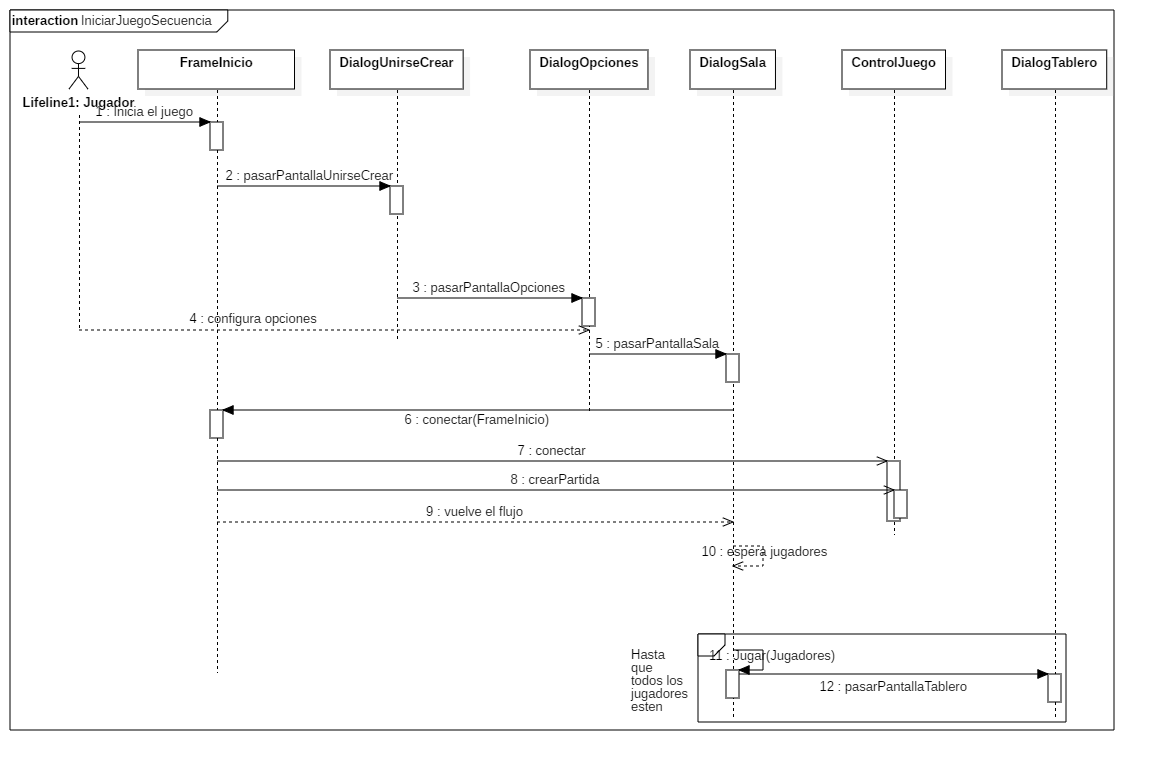 interaction IniciarJuegoSecuencia
FrameInicio
DialogUnirseCrear
DialogOpciones
DialogSala
ControlJuego
DialogTablero
Lifeline1: Jugador
1 : Inicia el juego
2 : pasarPantallaUnirseCrear
3 : pasarPantallaOpciones
4 : configura opciones
5 : pasarPantallaSala
6 : conectar(FrameInicio)
7 : conectar
8 : crearPartida
9 : vuelve el flujo
10 : espera jugadores
Hasta
que
todos los
jugadores
esten
11 : Jugar(Jugadores)
12 : pasarPantallaTablero